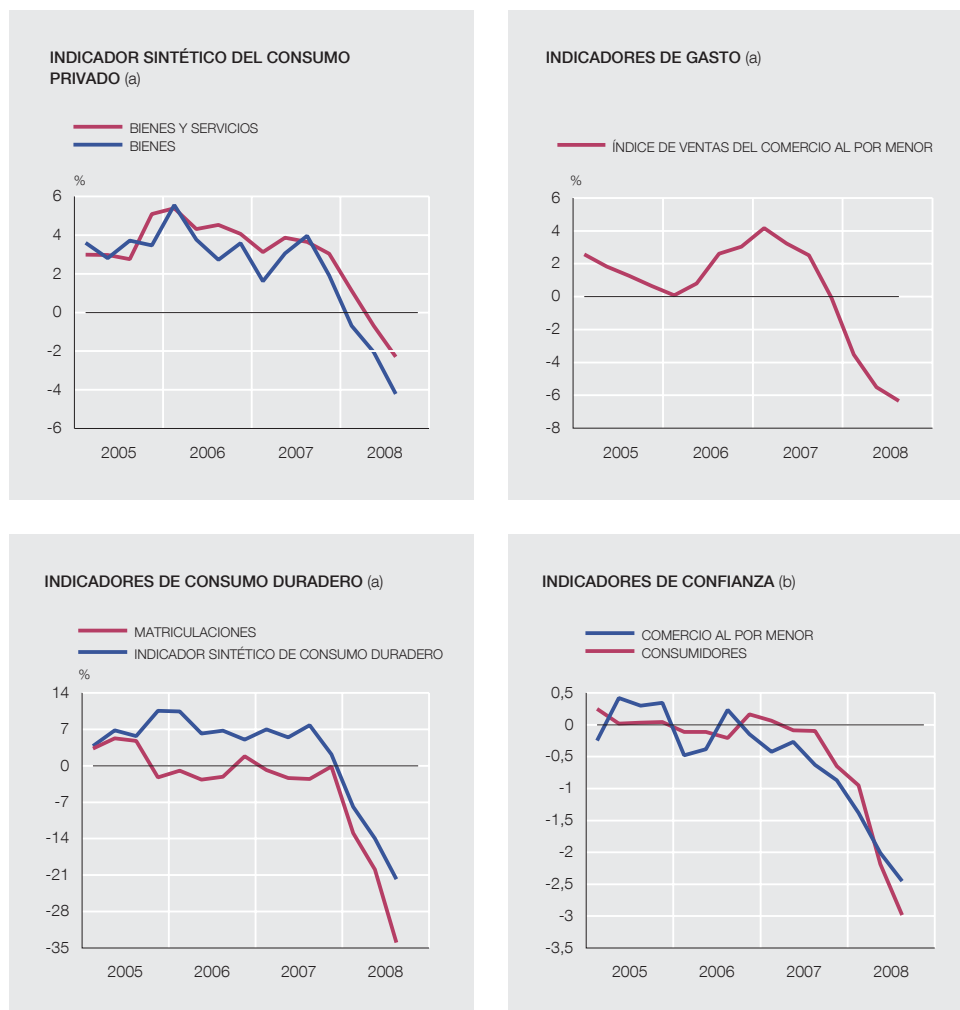 INDICADOR SINTÉTICO DEL CONSUMO
PRIVADO (a)
BIENES Y SERVICIOS
BIENES
%
6
4
2
0
-2
-4
-6
2005 2006 2007 2008
INDICADORES DE GASTO (a)
ÍNDICE DE VENTAS DEL COMERCIO AL POR MENOR
%
6
4
2
0
-2
-4
-6
-8
2005 2006 2007 2008
INDICADORES DE CONSUMO DURADERO (a)
MATRICULACIONES
INDICADOR SINTÉTICO DE CONSUMO DURADERO
%
14
7
0
-7
-14
-21
-28
-35
2005 2006 2007 2008
INDICADORES DE CONFIANZA (b)
COMERCIO AL POR MENOR
CONSUMIDORES
0,5
0
-0,5
-1
-1,5
-2
-2,5
-3
-3,5
2005 2006 2007 2008